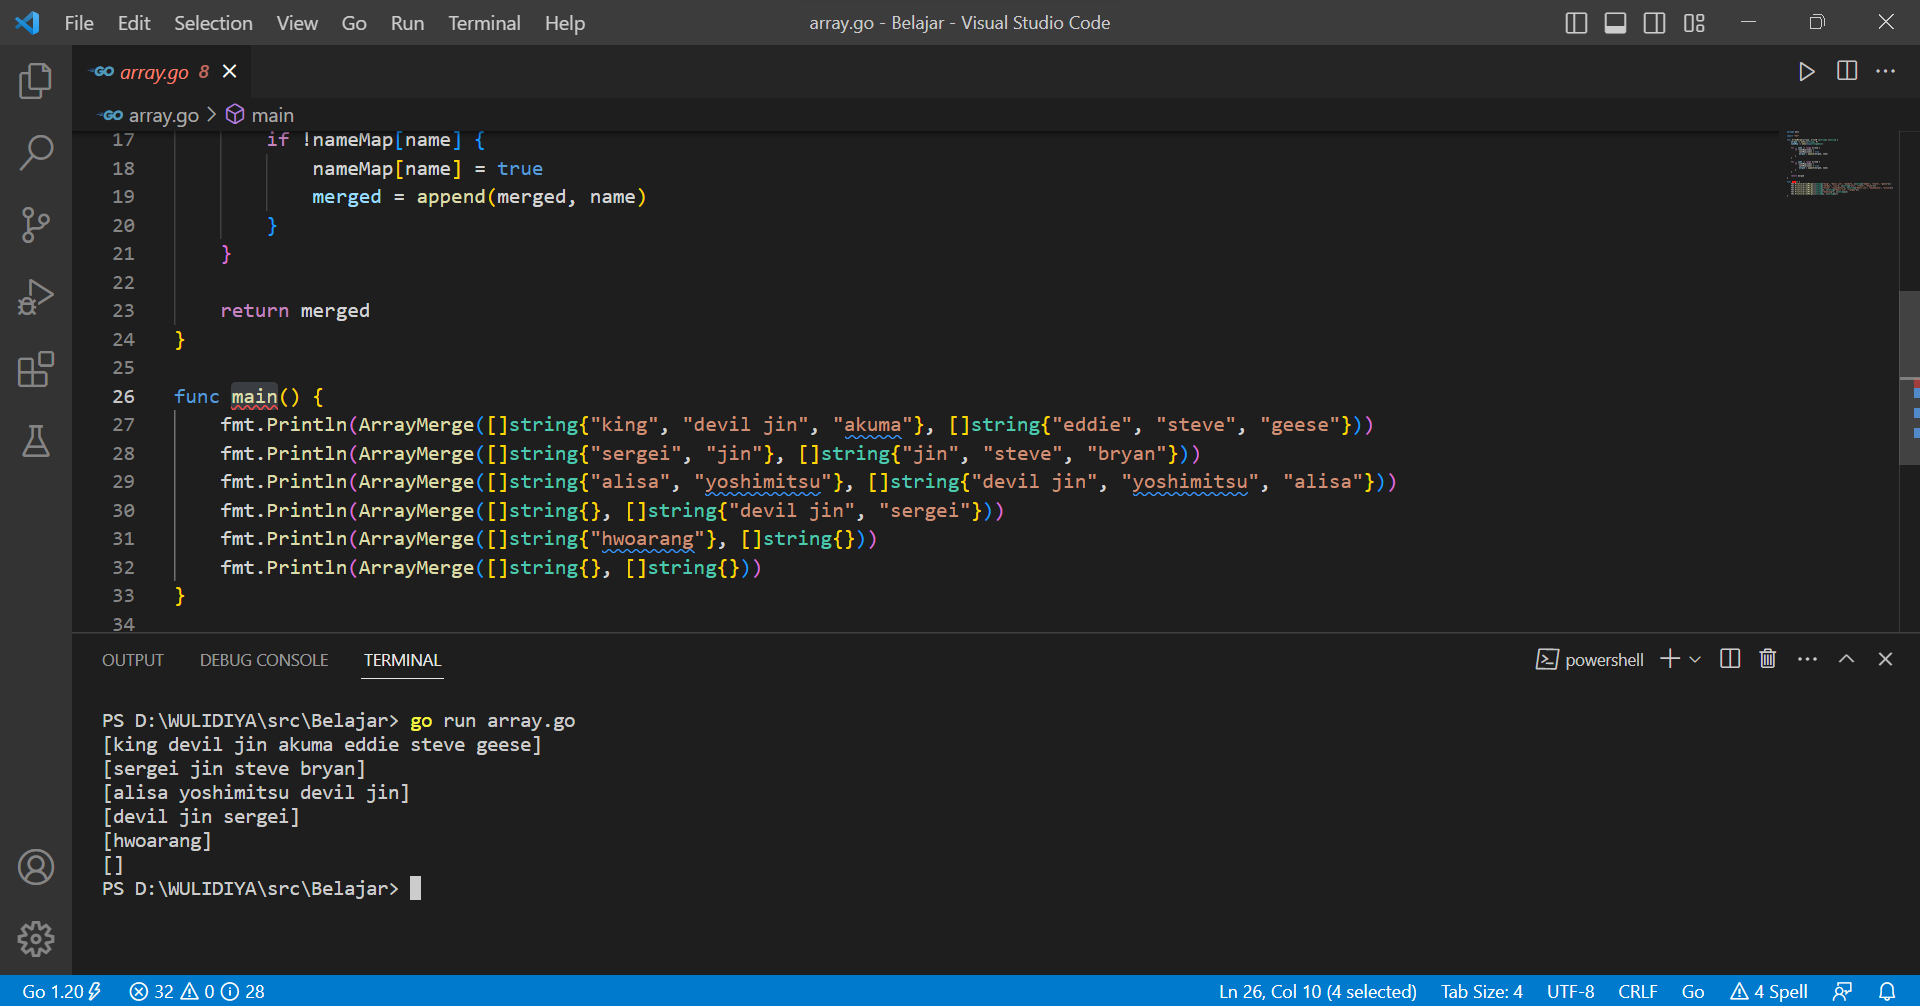 File Edit Selection View Go Run Terminal Help array.go - Belajar - Visual Studio Code
GO array.go 8
GO array.go > main
17 if !nameMap[name] {
18 nameMap[name] = true
19 merged = append(merged, name)
20 }
21 }
22
23 return merged
24 }
25
26 func main() {
27 fmt.Println(ArrayMerge([]string{"king", "devil jin", "akuma"}, []string{"eddie", "steve", "geese"}))
28 fmt.Println(ArrayMerge([]string{"sergei", "jin"}, []string{"jin", "steve", "bryan"}))
29 fmt.Println(ArrayMerge([]string{"alisa", "yoshimitsu"}, []string{"devil jin", "yoshimitsu", "alisa"}))
30 fmt.Println(ArrayMerge([]string{}, []string{"devil jin", "sergei"}))
31 fmt.Println(ArrayMerge([]string{"hwoarang"}, []string{}))
32 fmt.Println(ArrayMerge([]string{}, []string{}))
33 }
34
OUTPUT DEBUG CONSOLE TERMINAL powershell
PS D:\WULIDIYA\src\Belajar> go run array.go
[king devil jin akuma eddie steve geese]
[sergei jin steve bryan]
[alisa yoshimitsu devil jin]
[devil jin sergei]
[hwoarang]
[]
PS D:\WULIDIYA\src\Belajar>
Go 1.20 32 0 28 Ln 26, Col 10 (4 selected) Tab Size: 4 UTF-8 CRLF Go 4 Spell